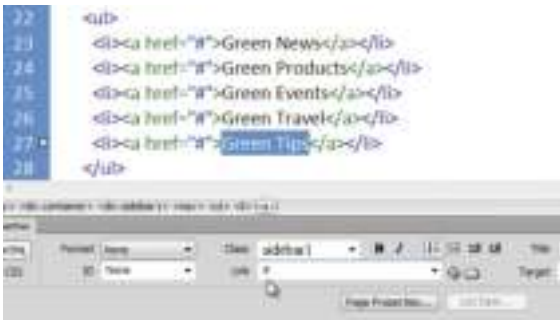 22 <ul>
23 <li><a href="#">Green News</a></li>
24 <li><a href="#">Green Products</a></li>
25 <li><a href="#">Green Events</a></li>
26 <li><a href="#">Green Travel</a></li>
27 <li><a href="#">Green Tips</a></li>
28 </ul>
Format None Class sidebar1 B I Title
CSS ID None Link # Target
Page Properties...